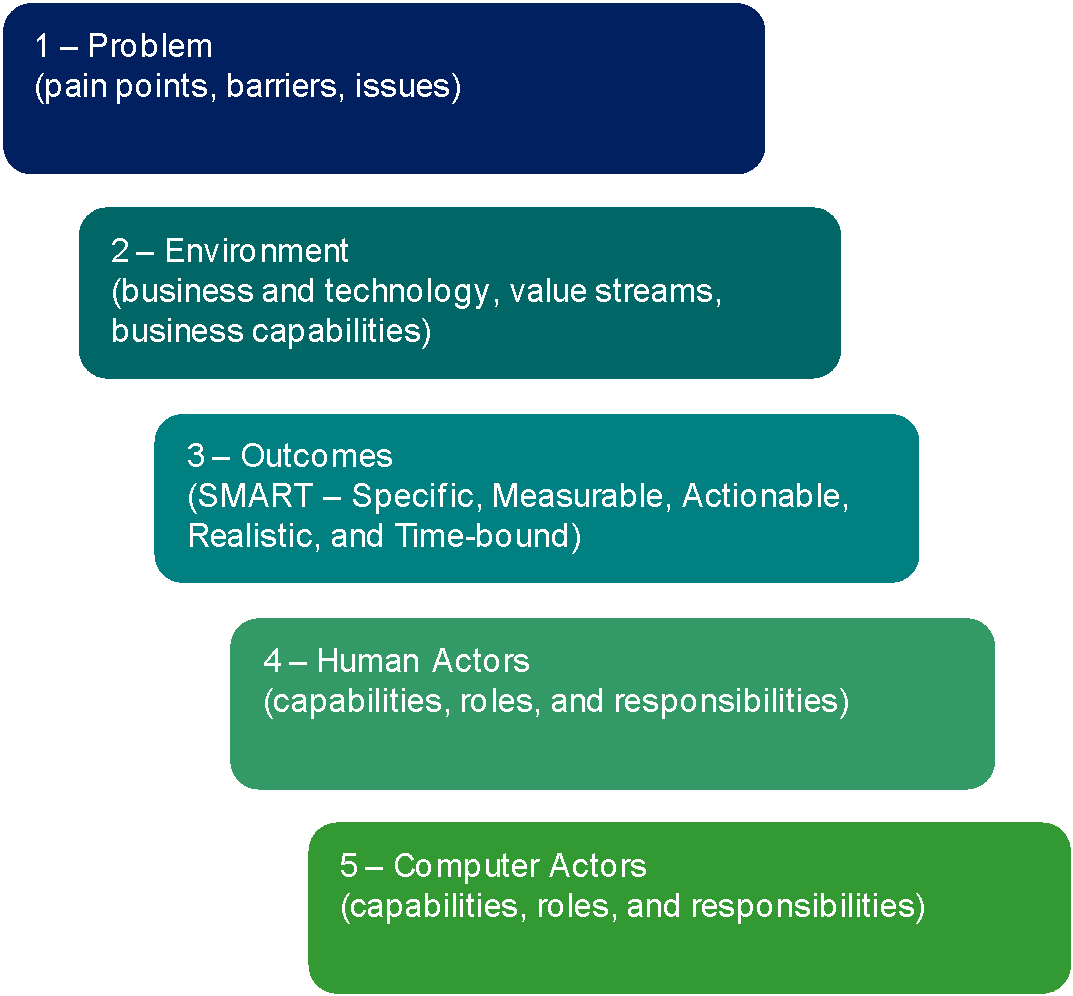 1 – Problem
(pain points, barriers, issues)
2 – Environment
(business and technology, value streams,
business capabilities)
3 – Outcomes
(SMART – Specific, Measurable, Actionable,
Realistic, and Time-bound)
4 – Human Actors
(capabilities, roles, and responsibilities)
5 – Computer Actors
(capabilities, roles, and responsibilities)